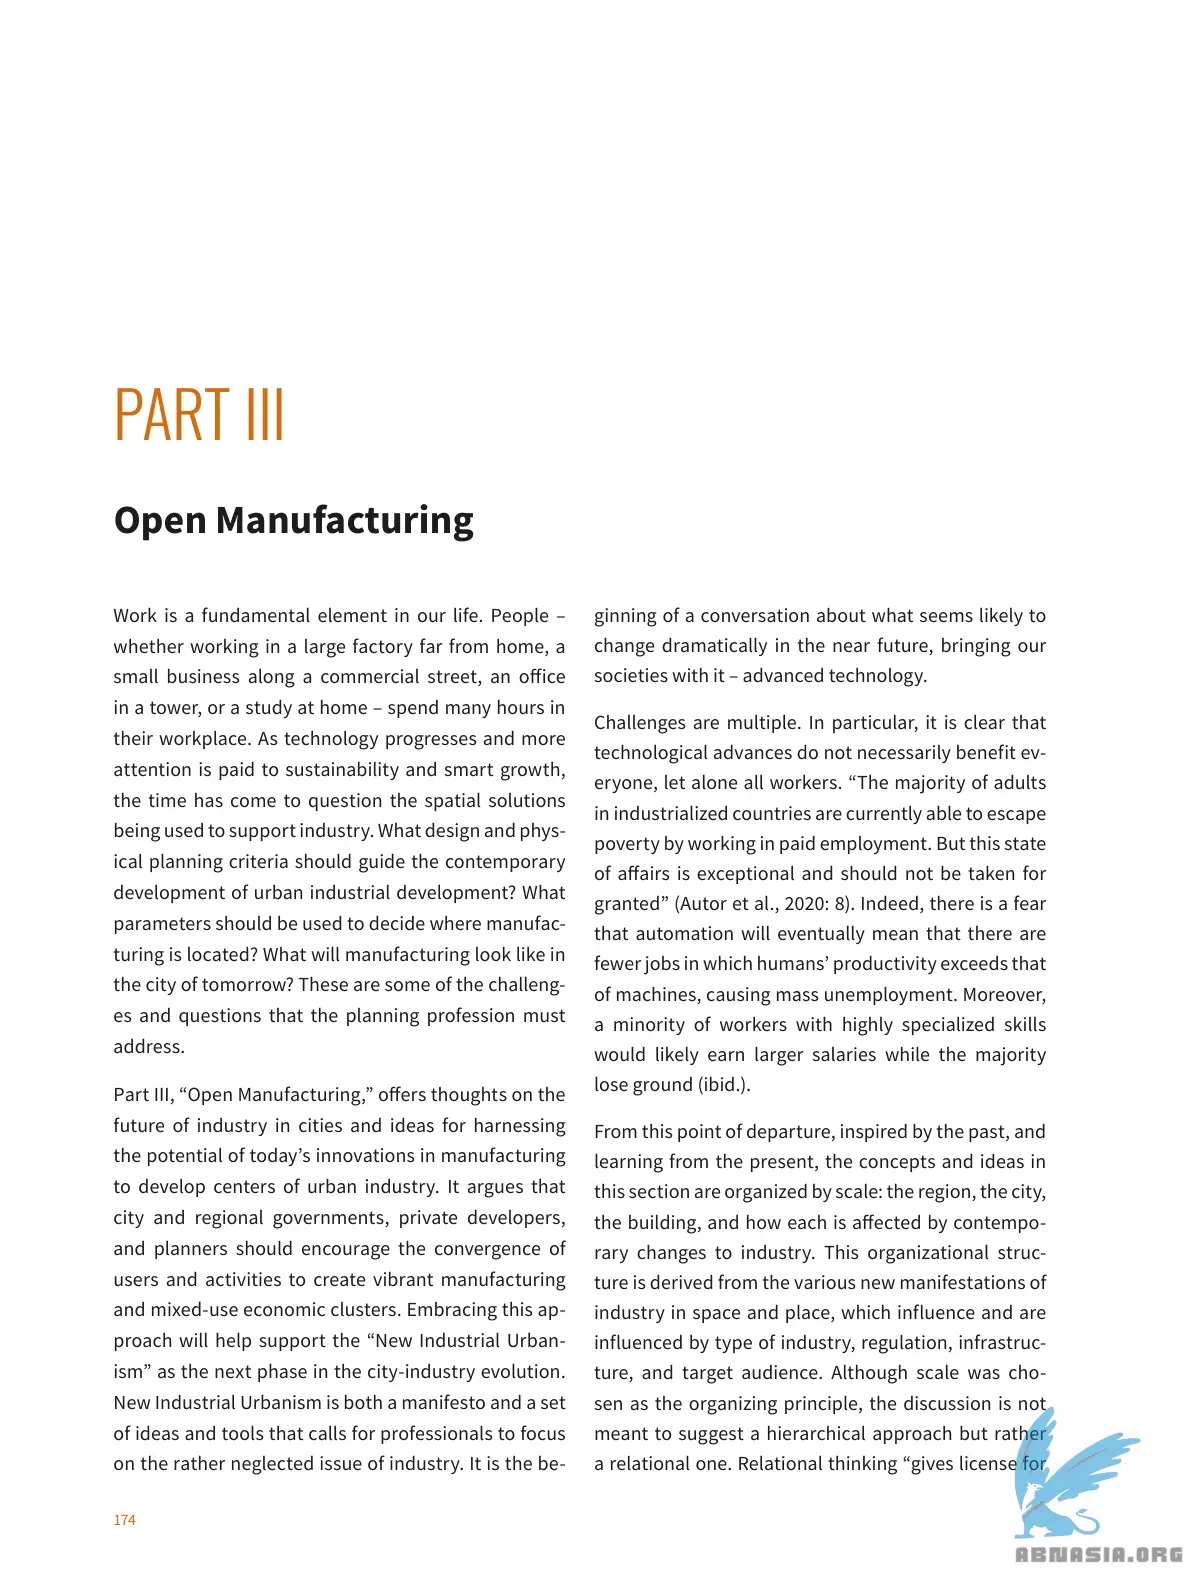 PART III
Open Manufacturing
Work is a fundamental element in our life. People –
whether working in a large factory far from home, a
small business along a commercial street, an office
in a tower, or a study at home – spend many hours in
their workplace. As technology progresses and more
attention is paid to sustainability and smart growth,
the time has come to question the spatial solutions
being used to support industry. What design and phys-
ical planning criteria should guide the contemporary
development of urban industrial development? What
parameters should be used to decide where manufac-
turing is located? What will manufacturing look like in
the city of tomorrow? These are some of the challeng-
es and questions that the planning profession must
address.
Part III, “Open Manufacturing,” offers thoughts on the
future of industry in cities and ideas for harnessing
the potential of today’s innovations in manufacturing
to develop centers of urban industry. It argues that
city and regional governments, private developers,
and planners should encourage the convergence of
users and activities to create vibrant manufacturing
and mixed-use economic clusters. Embracing this ap-
proach will help support the “New Industrial Urban-
ism” as the next phase in the city-industry evolution.
New Industrial Urbanism is both a manifesto and a set
of ideas and tools that calls for professionals to focus
on the rather neglected issue of industry. It is the be-
ginning of a conversation about what seems likely to
change dramatically in the near future, bringing our
societies with it – advanced technology.
Challenges are multiple. In particular, it is clear that
technological advances do not necessarily benefit ev-
eryone, let alone all workers. “The majority of adults
in industrialized countries are currently able to escape
poverty by working in paid employment. But this state
of affairs is exceptional and should not be taken for
granted” (Autor et al., 2020: 8). Indeed, there is a fear
that automation will eventually mean that there are
fewer jobs in which humans’ productivity exceeds that
of machines, causing mass unemployment. Moreover,
a minority of workers with highly specialized skills
would likely earn larger salaries while the majority
lose ground (ibid.).
From this point of departure, inspired by the past, and
learning from the present, the concepts and ideas in
this section are organized by scale: the region, the city,
the building, and how each is affected by contempo-
rary changes to industry. This organizational struc-
ture is derived from the various new manifestations of
industry in space and place, which influence and are
influenced by type of industry, regulation, infrastruc-
ture, and target audience. Although scale was cho-
sen as the organizing principle, the discussion is not
meant to suggest a hierarchical approach but rather
a relational one. Relational thinking “gives license for
174
ABNASIA.ORG